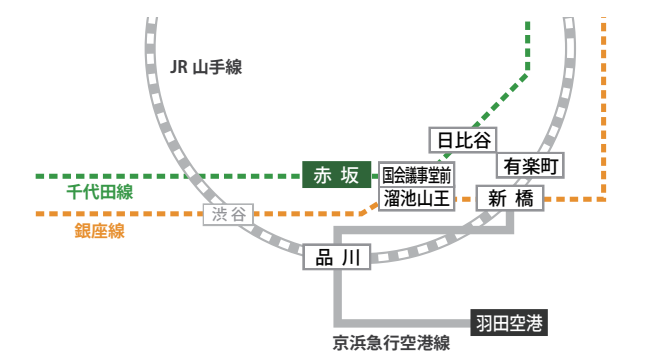 JR 山手線
日比谷
有楽町
赤坂
国会議事堂前
千代田線
溜池山王
新橋
渋谷
銀座線
品川
羽田空港
京浜急行空港線